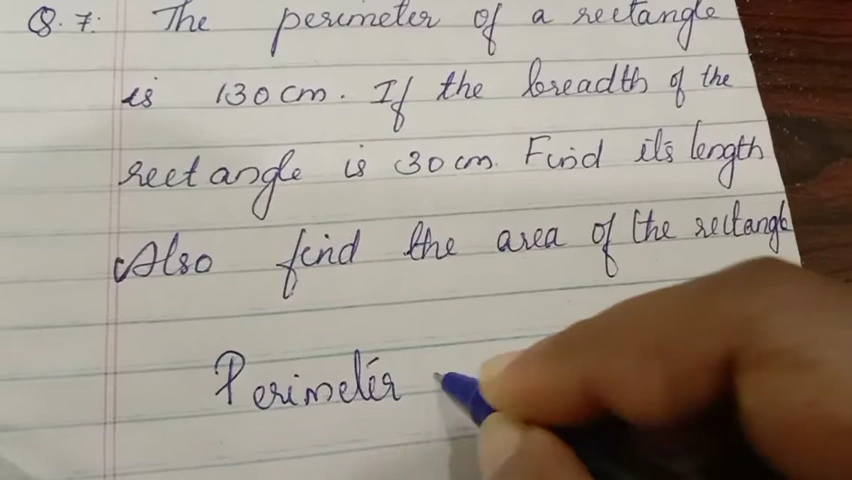 Q. 7. The perimeter of a rectangle
is 130 cm. If the breadth of the
rectangle is 30 cm. Find its length
Also find the area of the rectangle
Perimeter